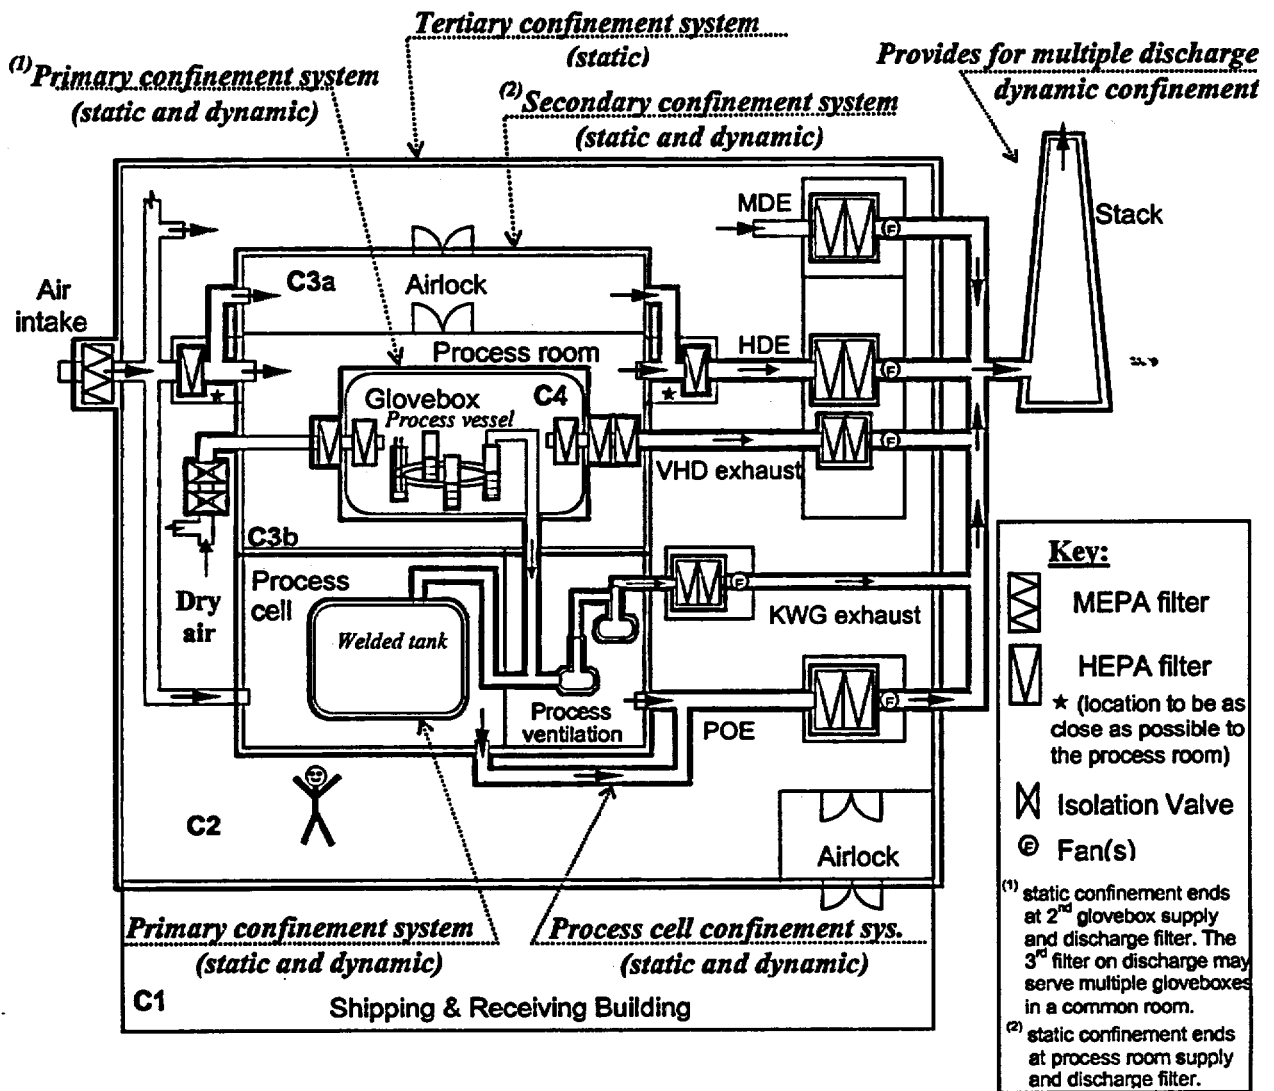 Tertiary confinement system
(static)
(1)Primary confinement system
(static and dynamic)
(2)Secondary confinement system
(static and dynamic)
Provides for multiple discharge
dynamic confinement
MDE
F
Stack
C3a
Airlock
Air
intake
Process room
HDE
F
★
★
Glovebox
C4
Process vessel
F
VHD exhaust
C3b
Process
cell
Dry
air
Welded tank
F
KWG exhaust
Process
ventilation
POE
F
C2
Airlock
Primary confinement system
(static and dynamic)
Process cell confinement sys.
(static and dynamic)
C1
Shipping & Receiving Building
Key:
MEPA filter
HEPA filter
★ (location to be as
close as possible to
the process room)
Isolation Valve
F Fan(s)
(1) static confinement ends
at 2nd glovebox supply
and discharge filter. The
3rd filter on discharge may
serve multiple gloveboxes
in a common room.
(2) static confinement ends
at process room supply
and discharge filter.